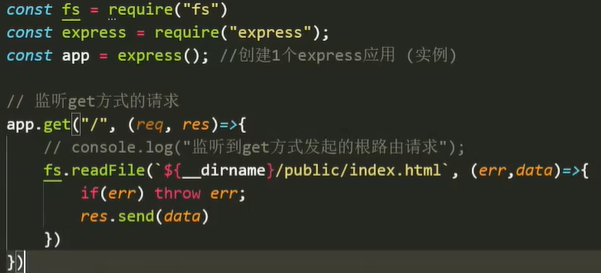 const fs = require("fs")
const express = require("express");
const app = express(); //创建1个express应用 (实例)
// 监听get方式的请求
app.get("/", (req, res)=>{
// console.log("监听到get方式发起的根路由请求");
fs.readFile(`${__dirname}/public/index.html`, (err,data)=>{
if(err) throw err;
res.send(data)
})
})